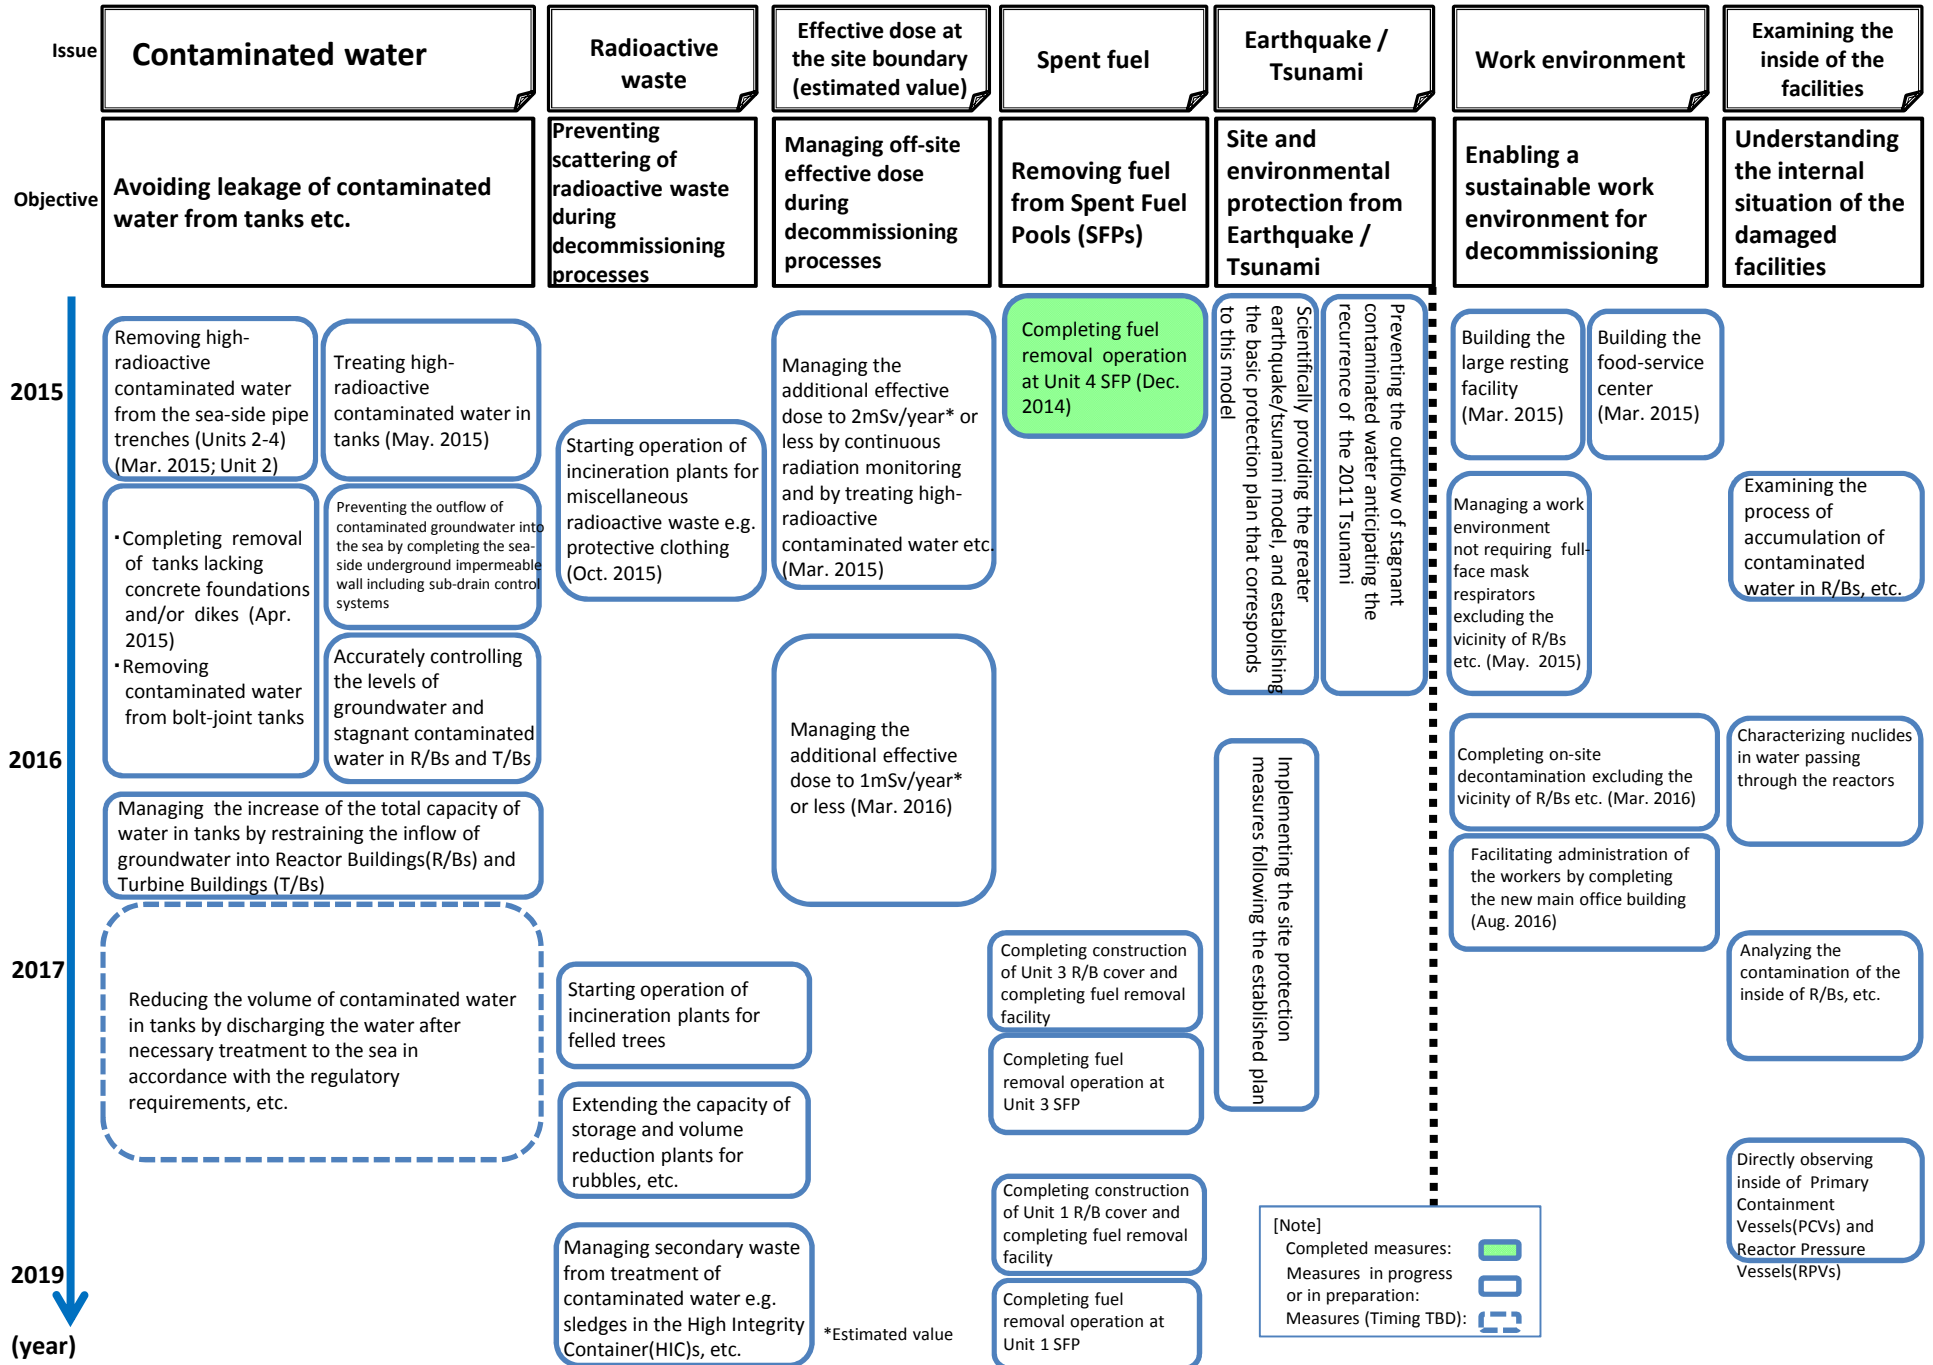 Issue
Contaminated water
Radioactive
waste
Effective dose at
the site boundary
(estimated value)
Spent fuel
Earthquake /
Tsunami
Work environment
Examining the
inside of the
facilities
Objective
Avoiding leakage of contaminated
water from tanks etc.
Preventing
scattering of
radioactive waste
during
decommissioning
processes
Managing off-site
effective dose
during
decommissioning
processes
Removing fuel
from Spent Fuel
Pools (SFPs)
Site and
environmental
protection from
Earthquake /
Tsunami
Enabling a
sustainable work
environment for
decommissioning
Understanding
the internal
situation of the
damaged
facilities
2015
2016
2017
2019
(year)
Removing high-
radioactive
contaminated water
from the sea-side pipe
trenches (Units 2-4)
(Mar. 2015; Unit 2)
Treating high-
radioactive
contaminated water in
tanks (May. 2015)
・Completing removal
of tanks lacking
concrete foundations
and/or dikes (Apr.
2015)
・Removing
contaminated water
from bolt-joint tanks
Preventing the outflow of
contaminated groundwater into
the sea by completing the sea-
side underground impermeable
wall including sub-drain control
systems
Accurately controlling
the levels of
groundwater and
stagnant contaminated
water in R/Bs and T/Bs
Managing the increase of the total capacity of
water in tanks by restraining the inflow of
groundwater into Reactor Buildings(R/Bs) and
Turbine Buildings (T/Bs)
Reducing the volume of contaminated water
in tanks by discharging the water after
necessary treatment to the sea in
accordance with the regulatory
requirements, etc.
Starting operation of
incineration plants for
miscellaneous
radioactive waste e.g.
protective clothing
(Oct. 2015)
Starting operation of
incineration plants for
felled trees
Extending the capacity of
storage and volume
reduction plants for
rubbles, etc.
Managing secondary waste
from treatment of
contaminated water e.g.
sledges in the High Integrity
Container(HIC)s, etc.
Managing the
additional effective
dose to 2mSv/year* or
less by continuous
radiation monitoring
and by treating high-
radioactive
contaminated water etc.
(Mar. 2015)
Managing the
additional effective
dose to 1mSv/year*
or less (Mar. 2016)
*Estimated value
Completing fuel
removal operation
at Unit 4 SFP (Dec.
2014)
Completing construction
of Unit 3 R/B cover and
completing fuel removal
facility
Completing fuel
removal operation at
Unit 3 SFP
Completing construction
of Unit 1 R/B cover and
completing fuel removal
facility
Completing fuel
removal operation at
Unit 1 SFP
Scientifically providing the greater
earthquake/tsunami model, and establishing
the basic protection plan that corresponds
to this model
Preventing the outflow of stagnant
contaminated water anticipating the
recurrence of the 2011 Tsunami
Implementing the site protection
measures following the established plan
Building the
large resting
facility
(Mar. 2015)
Building the
food-service
center
(Mar. 2015)
Managing a work
environment
not requiring full-
face mask
respirators
excluding the
vicinity of R/Bs
etc. (May. 2015)
Completing on-site
decontamination excluding the
vicinity of R/Bs etc. (Mar. 2016)
Facilitating administration of
the workers by completing
the new main office building
(Aug. 2016)
Examining the
process of
accumulation of
contaminated
water in R/Bs, etc.
Characterizing nuclides
in water passing
through the reactors
Analyzing the
contamination of the
inside of R/Bs, etc.
Directly observing
inside of Primary
Containment
Vessels(PCVs) and
Reactor Pressure
Vessels(RPVs)
[Note]
Completed measures:
Measures in progress
or in preparation:
Measures (Timing TBD):